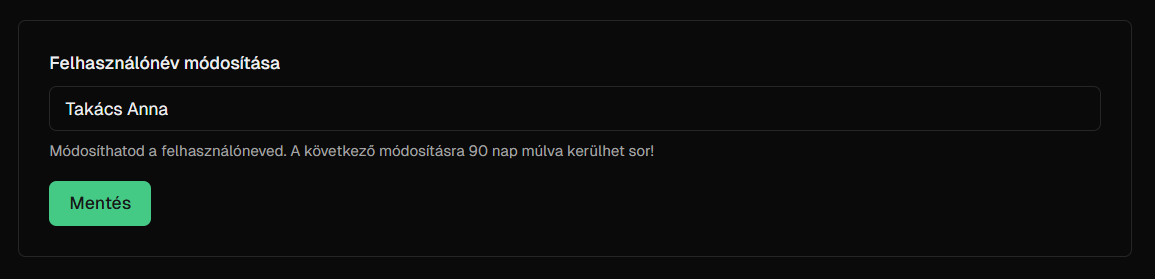 Felhasználónév módosítása
Takács Anna
Módosíthatod a felhasználóneved. A következő módosításra 90 nap múlva kerülhet sor!
Mentés